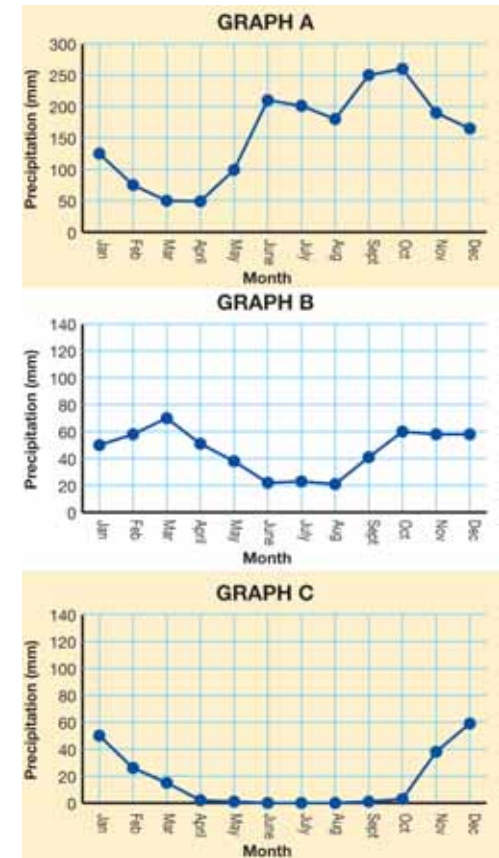 GRAPH A
Precipitation (mm)
300
250
200
150
100
50
0
Jan Feb Mar April May June July Aug Sept Oct Nov Dec
Month
GRAPH B
Precipitation (mm)
140
120
100
80
60
40
20
0
Jan Feb Mar April May June July Aug Sept Oct Nov Dec
Month
GRAPH C
Precipitation (mm)
140
120
100
80
60
40
20
0
Jan Feb Mar April May June July Aug Sept Oct Nov Dec
Month